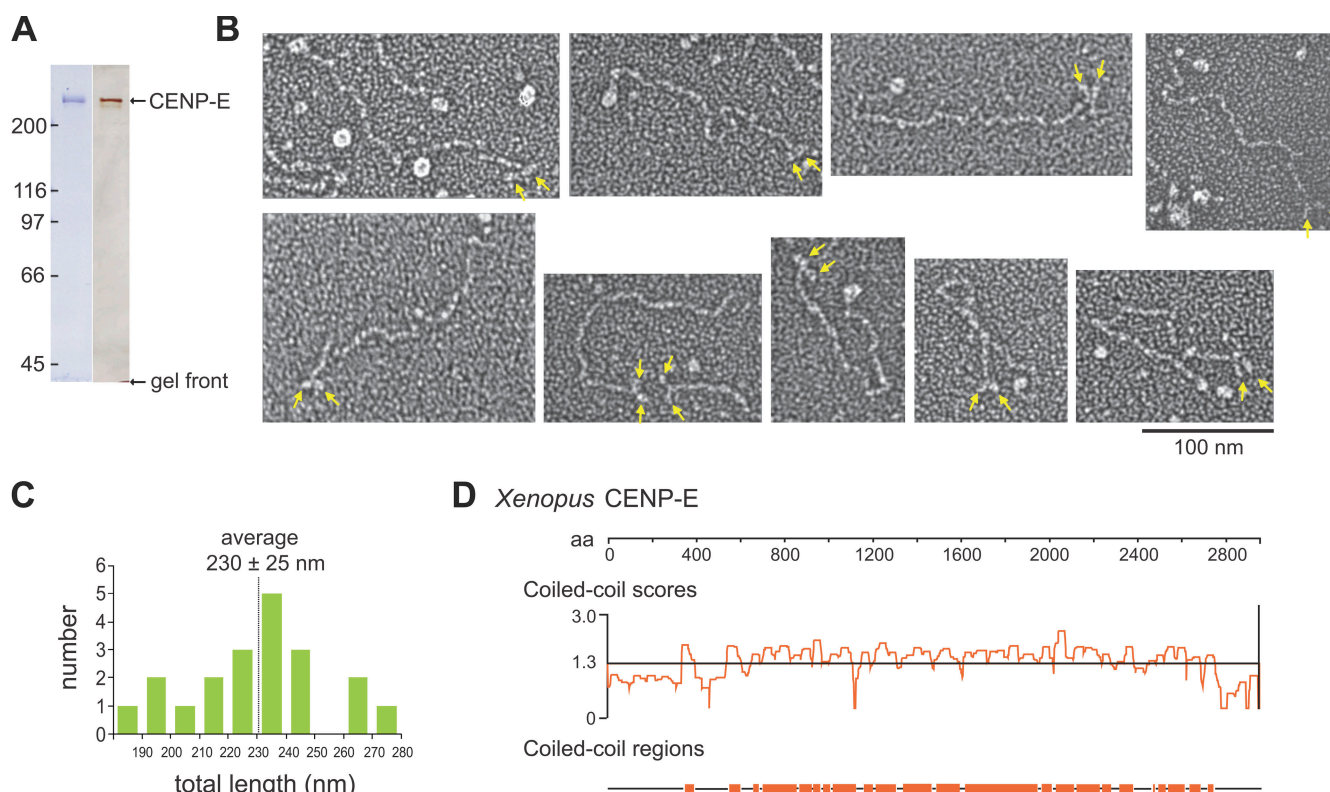 A
CENP-E
200
116
97
66
45
gel front
B
100 nm
C
average
230 ± 25 nm
number
6
5
4
3
2
1
0
190 200 210 220 230 240 250 260 270 280
total length (nm)
D Xenopus CENP-E
aa
0 400 800 1200 1600 2000 2400 2800
Coiled-coil scores
3.0
1.3
0
Coiled-coil regions